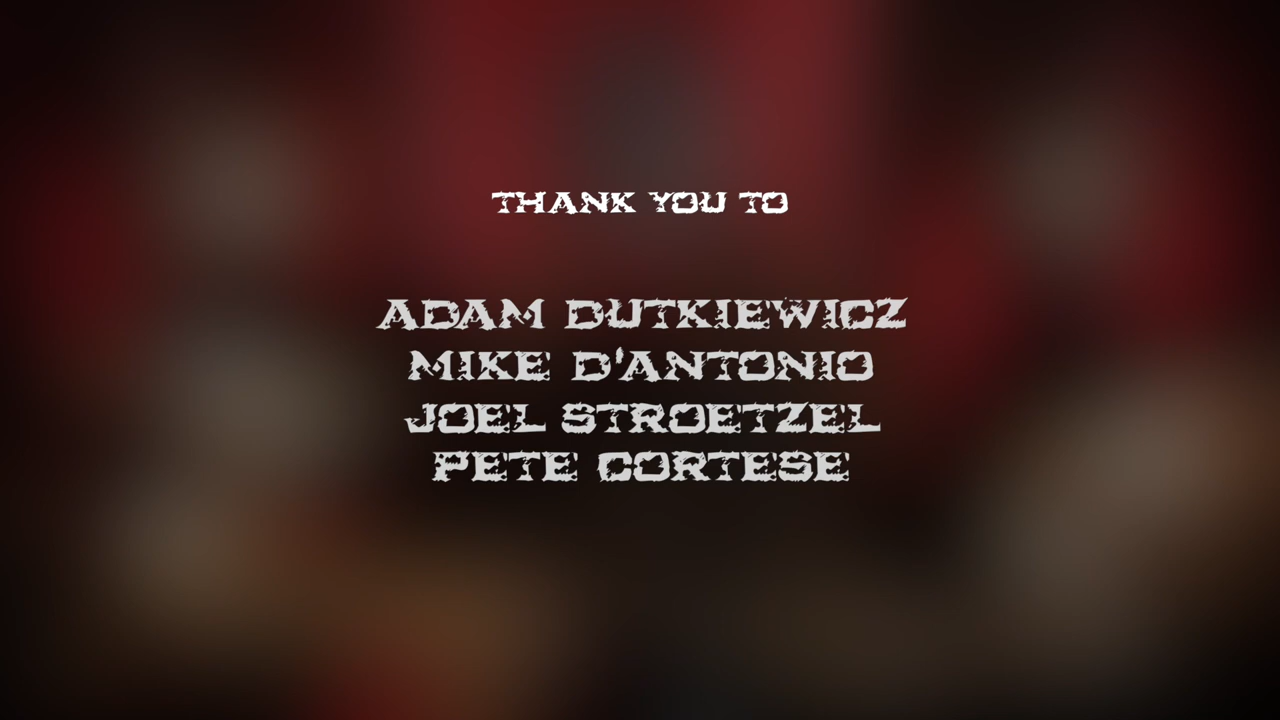 THANK YOU TO
ADAM DUTKIEWICZ
MIKE D'ANTONIO
JOEL STROETZEL
PETE CORTESE